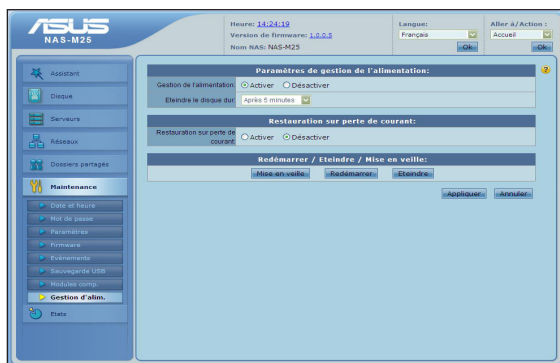 ASUS
NAS-M25
Heure: 14:24:19
Version de firmware: 1.0.0.5
Nom NAS: NAS-M25
Langue:
Français
Ok
Aller à/Action :
Accueil
Ok
Assistant
Disque
Serveurs
Réseaux
Dossiers partagés
Maintenance
Date et heure
Mot de passe
Paramètres
Firmware
Evénements
Sauvegarde USB
Modules comp.
Gestion d'alim.
Etats
Paramètres de gestion de l'alimentation:
Gestion de l'alimentation: Activer Désactiver
Eteindre le disque dur: Après 5 minutes
Restauration sur perte de courant:
Restauration sur perte de courant: Activer Désactiver
Redémarrer / Eteindre / Mise en veille:
Mise en veille Redémarrer Eteindre
Appliquer Annuler